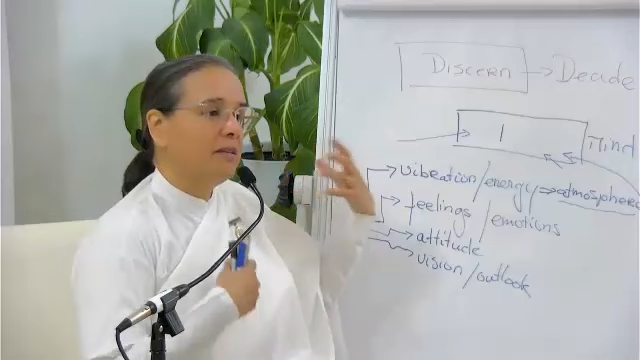 Discern → Decide
1
Mind
vibration/energy ⇒ atmosphere
feelings/emotions
attitude
vision/outlook